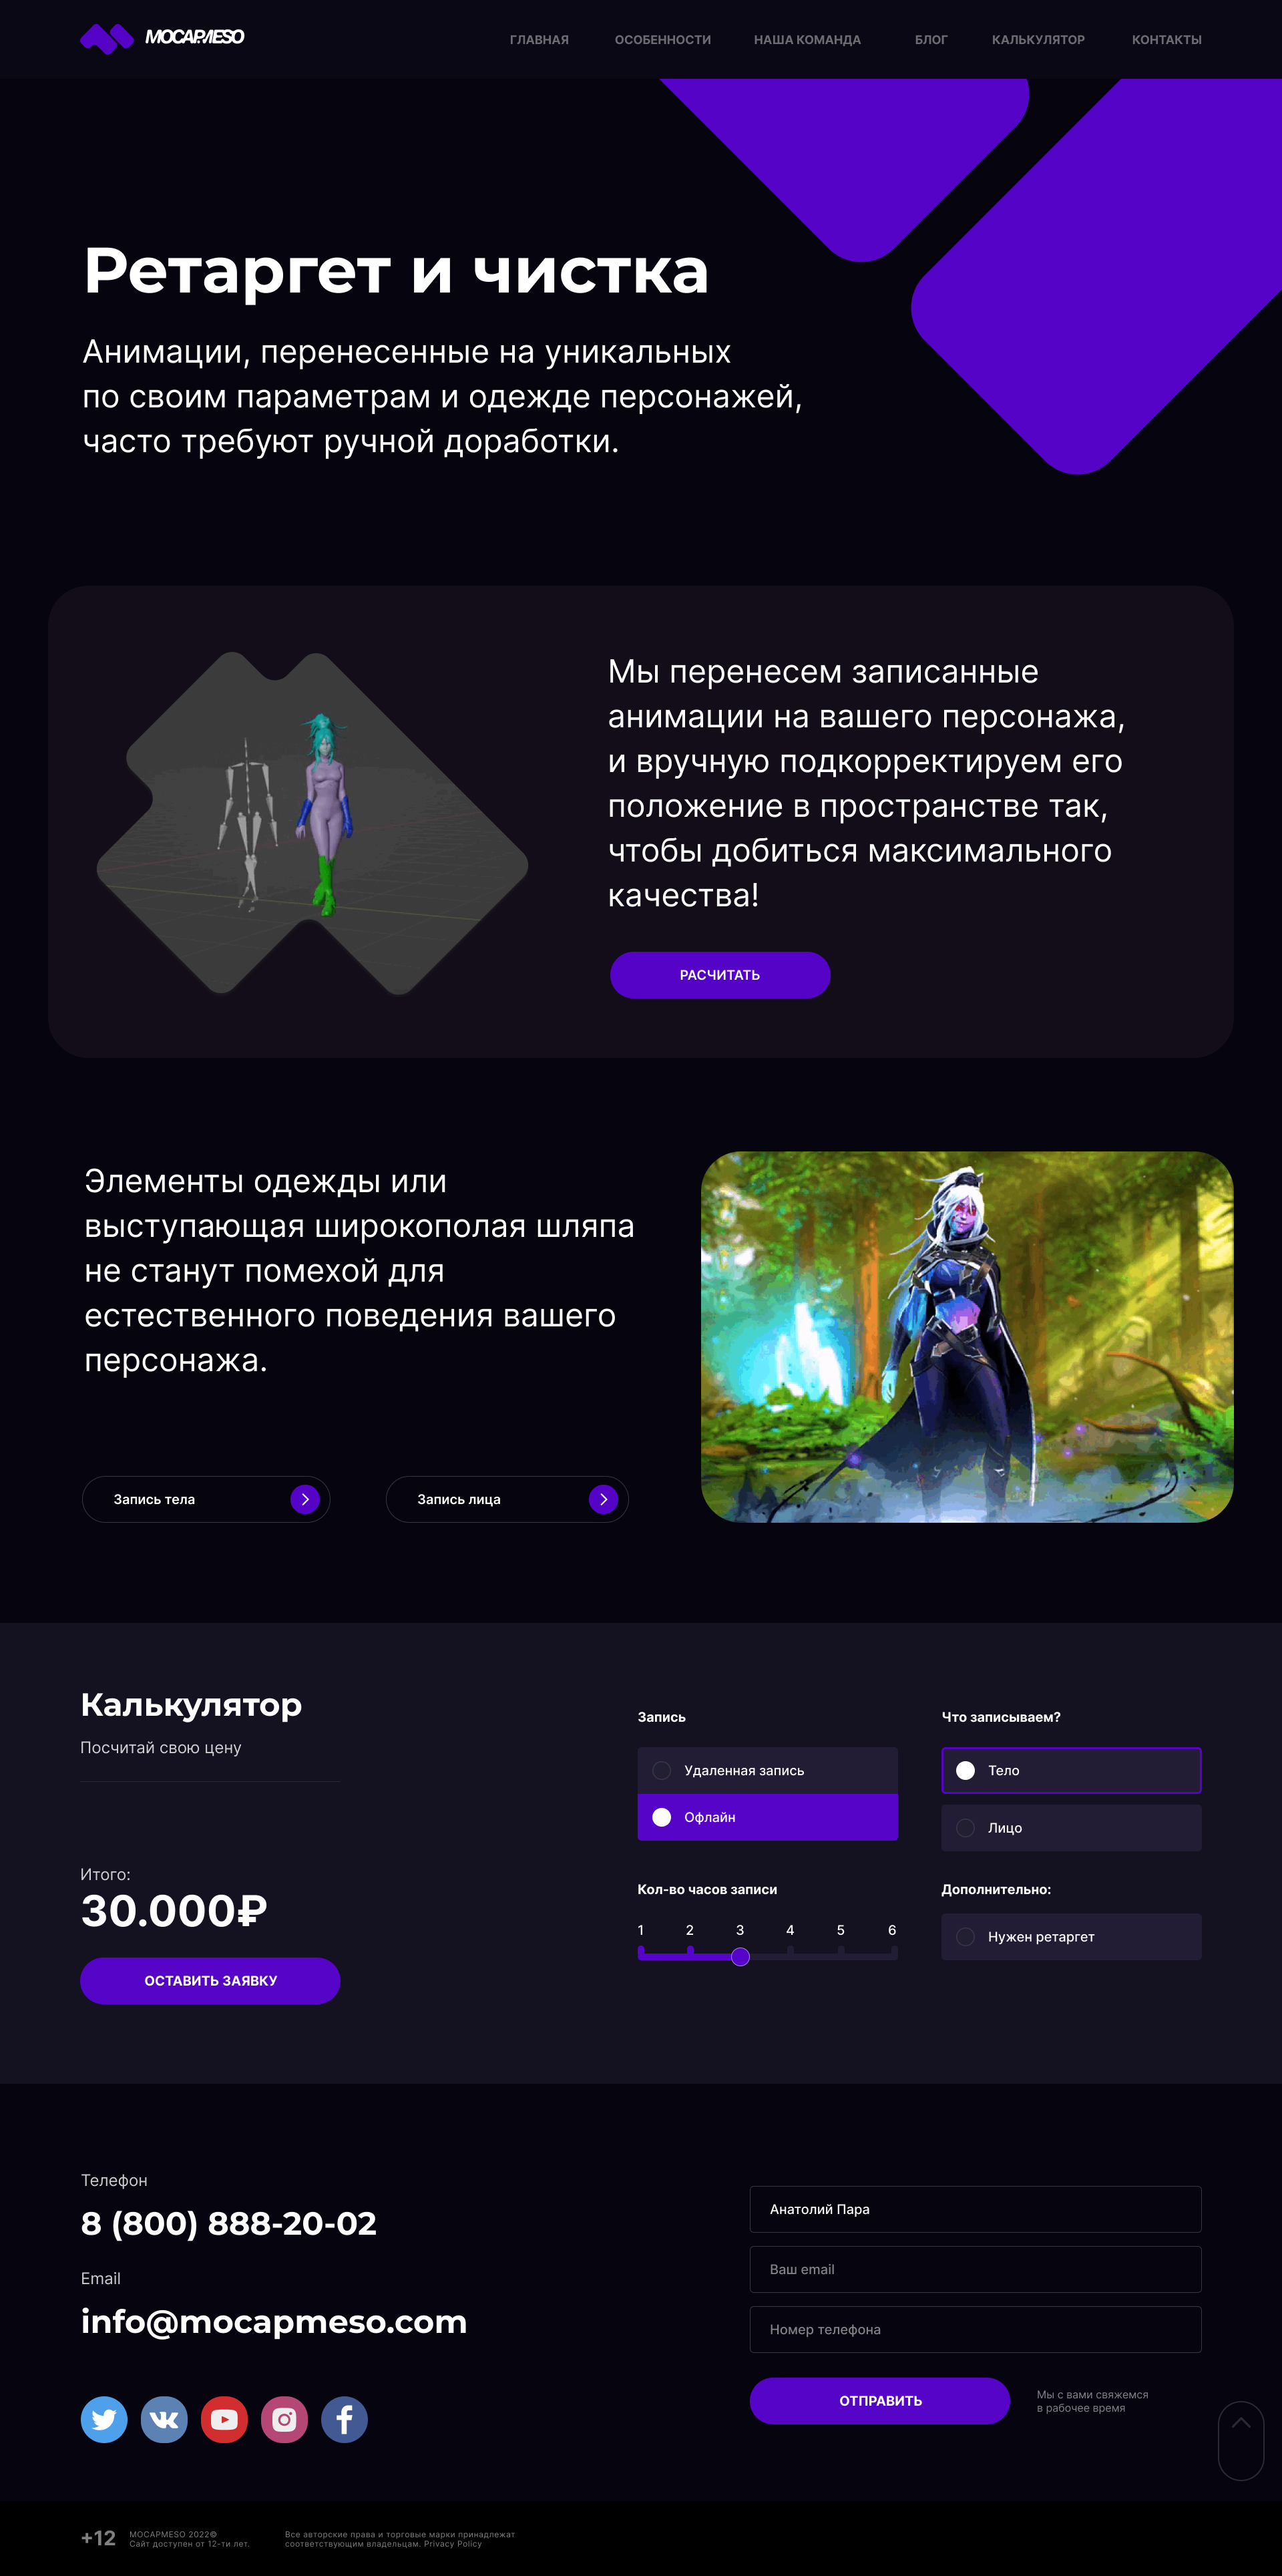 MOCAPMESO
ГЛАВНАЯ ОСОБЕННОСТИ НАША КОМАНДА БЛОГ КАЛЬКУЛЯТОР КОНТАКТЫ
Ретаргет и чистка
Анимации, перенесенные на уникальных
по своим параметрам и одежде персонажей,
часто требуют ручной доработки.
Мы перенесем записанные
анимации на вашего персонажа,
и вручную подкорректируем его
положение в пространстве так,
чтобы добиться максимального
качества!
РАСЧИТАТЬ
Элементы одежды или
выступающая широкополая шляпа
не станут помехой для
естественного поведения вашего
персонажа.
Запись тела
Запись лица
Калькулятор
Посчитай свою цену
Итого:
30.000₽
ОСТАВИТЬ ЗАЯВКУ
Запись
Удаленная запись
Офлайн
Кол-во часов записи
1 2 3 4 5 6
Что записываем?
Тело
Лицо
Дополнительно:
Нужен ретаргет
Телефон
8 (800) 888-20-02
Email
info@mocapmeso.com
Анатолий Пара
Ваш email
Номер телефона
ОТПРАВИТЬ
Мы с вами свяжемся
в рабочее время
+12
MOCAPMESO 2022©
Сайт доступен от 12-ти лет.
Все авторские права и торговые марки принадлежат
соответствующим владельцам. Privacy Policy